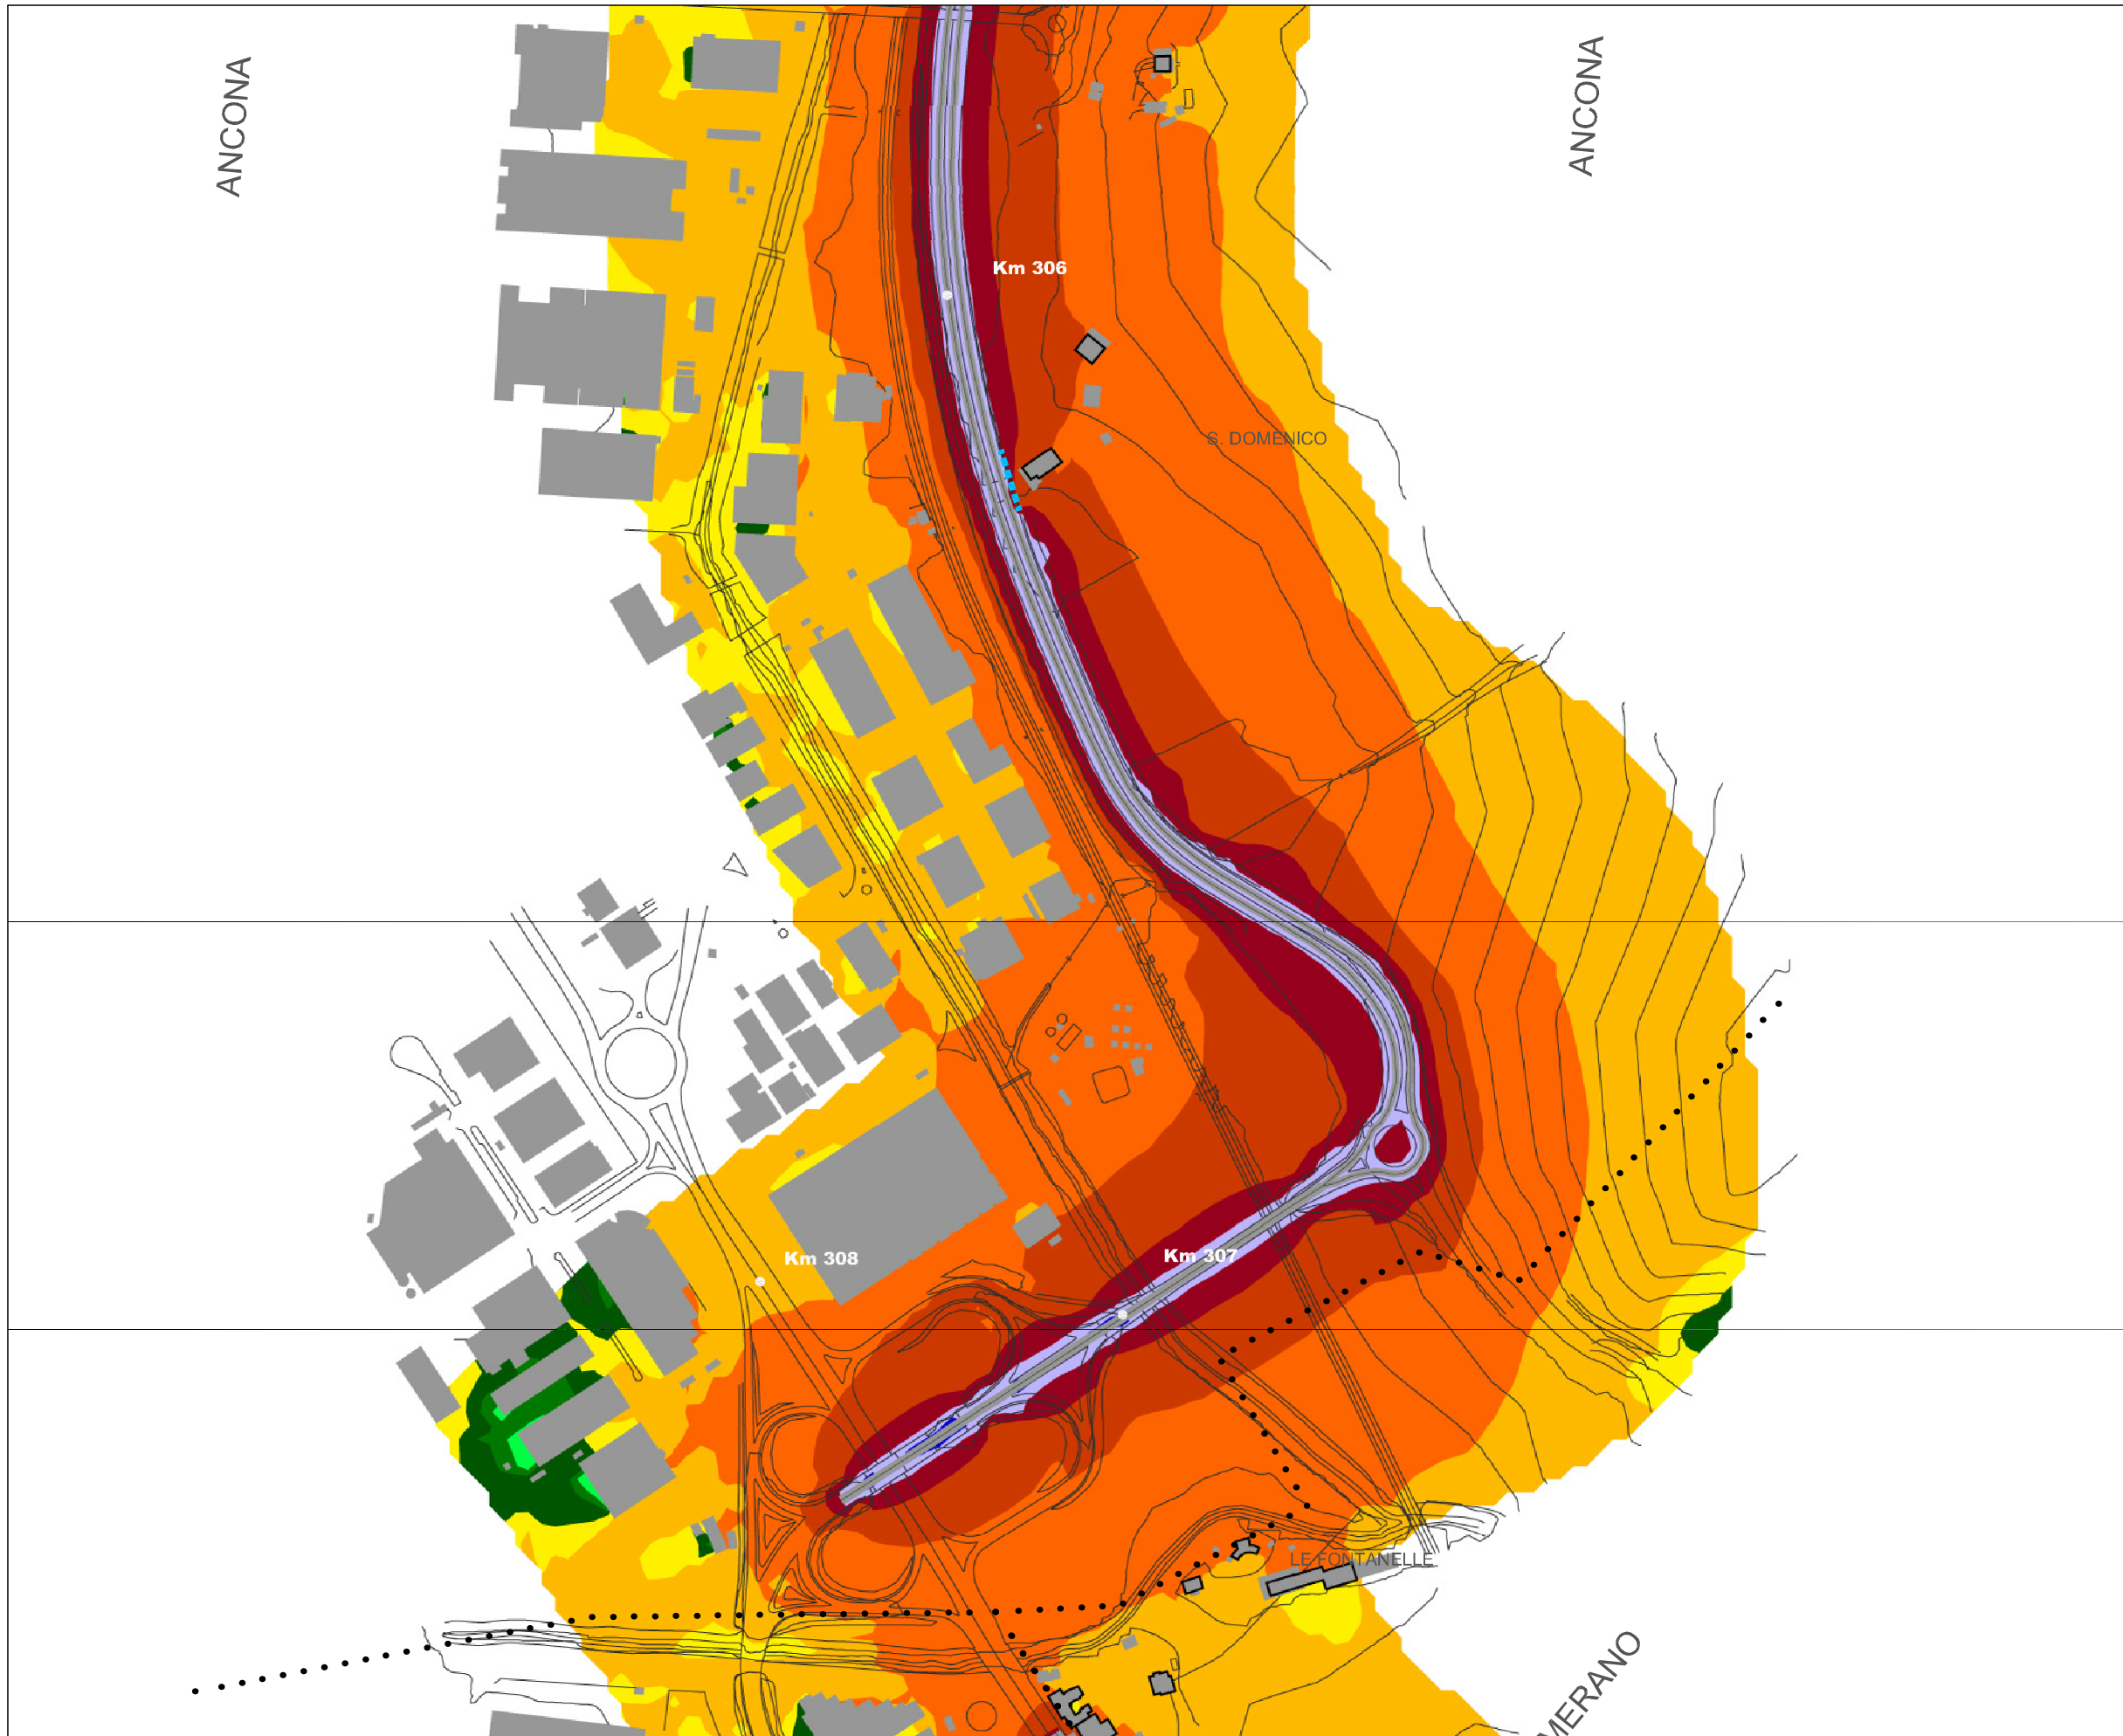 ANCONA
ANCONA
Km 306
S. DOMENICO
Km 308
Km 307
LE FONTANELLE
MERANO